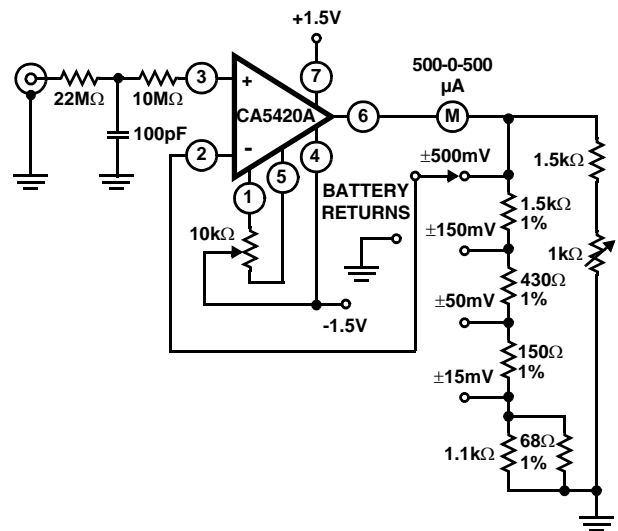 +1.5V
22MΩ
10MΩ
100pF
3
2
+
-
CA5420A
7
4
6
1
5
10kΩ
-1.5V
BATTERY
RETURNS
500-0-500
µA
M
±500mV
±150mV
±50mV
±15mV
1.5kΩ
1%
430Ω
1%
150Ω
1%
1.1kΩ
68Ω
1%
1.5kΩ
1kΩ